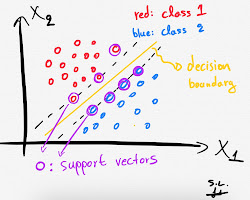 X2
red: class 1
blue: class 2
decision
boundary
X1
O: support vectors
S.L.